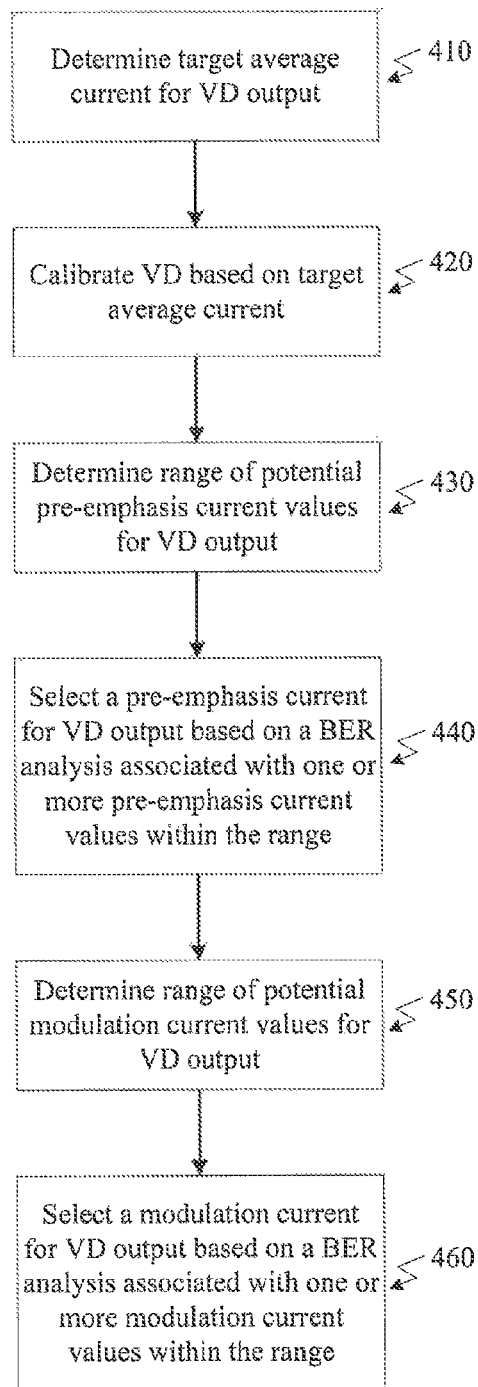 Determine target average
current for VD output
410
Calibrate VD based on target
average current
420
Determine range of potential
pre-emphasis current values
for VD output
430
Select a pre-emphasis current
for VD output based on a BER
analysis associated with one or
more pre-emphasis current
values within the range
440
Determine range of potential
modulation current values for
VD output
450
Select a modulation current
for VD output based on a BER
analysis associated with one or
more modulation current
values within the range
460